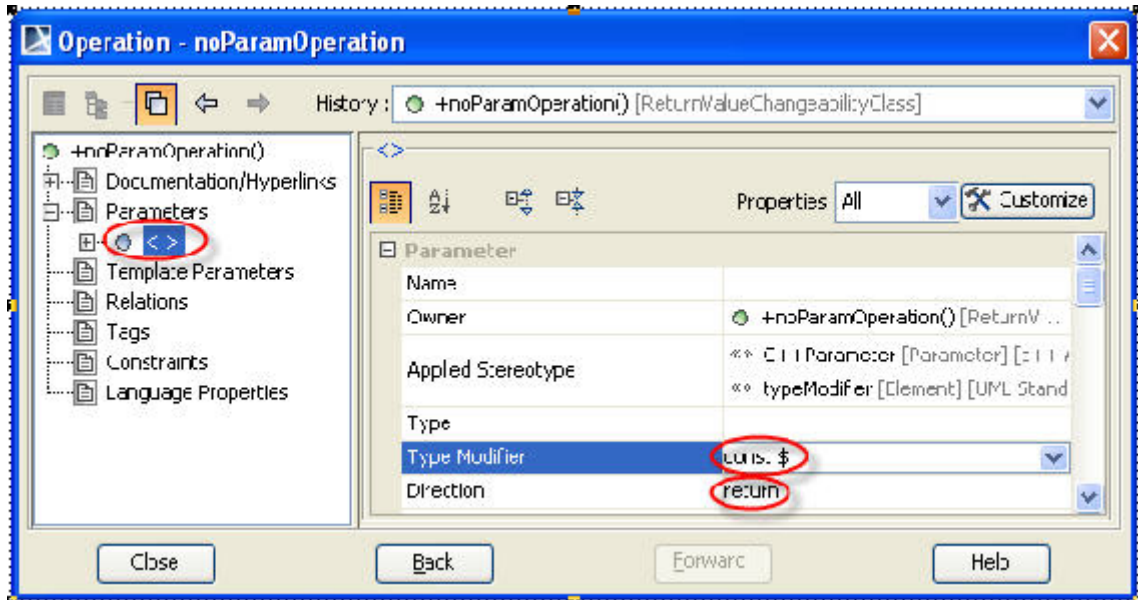 Operation - noParamOperation
History : +noParamOperation() [ReturnValueChangeabilityClass]
+noParamOperation()
Documentation/Hyperlinks
Parameters
<>
Template Parameters
Relations
Tags
Constraints
Language Properties
<>
Properties All Customize
Parameter
Name
Owner +noParamOperation() [ReturnV...
Applied Stereotype
«» C++Parameter [Parameter] [C++
«» typeModifier [Element] [UML Stand
Type
Type Modifier const $
Direction return
Close Back Forward Help